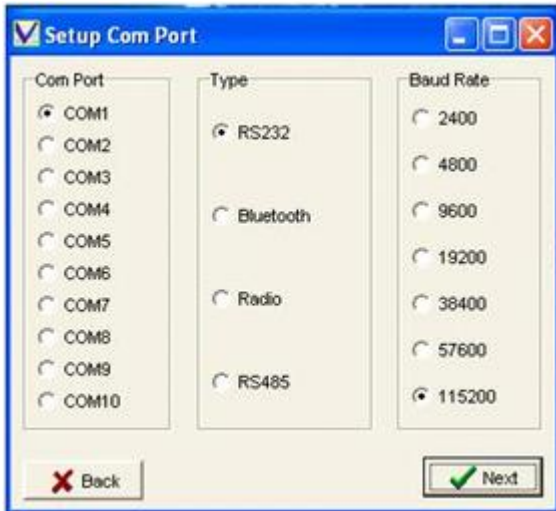 Setup Com Port
Com Port
COM1
COM2
COM3
COM4
COM5
COM6
COM7
COM8
COM9
COM10
Type
RS232
Bluetooth
Radio
RS485
Baud Rate
2400
4800
9600
19200
38400
57600
115200
Back
Next